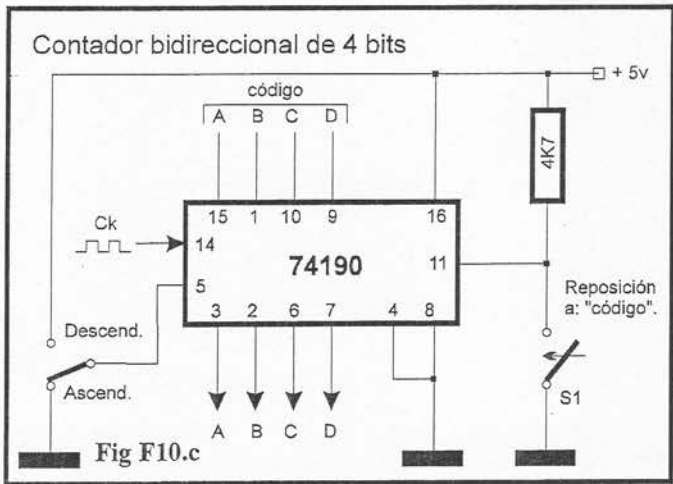 Contador bidireccional de 4 bits
+ 5v
código
A B C D
4K7
15 1 10 9 16
Ck
14
74190
11
5
Reposición
a: "código".
3 2 6 7 4 8
Descend.
Ascend.
S1
A B C D
Fig F10.c